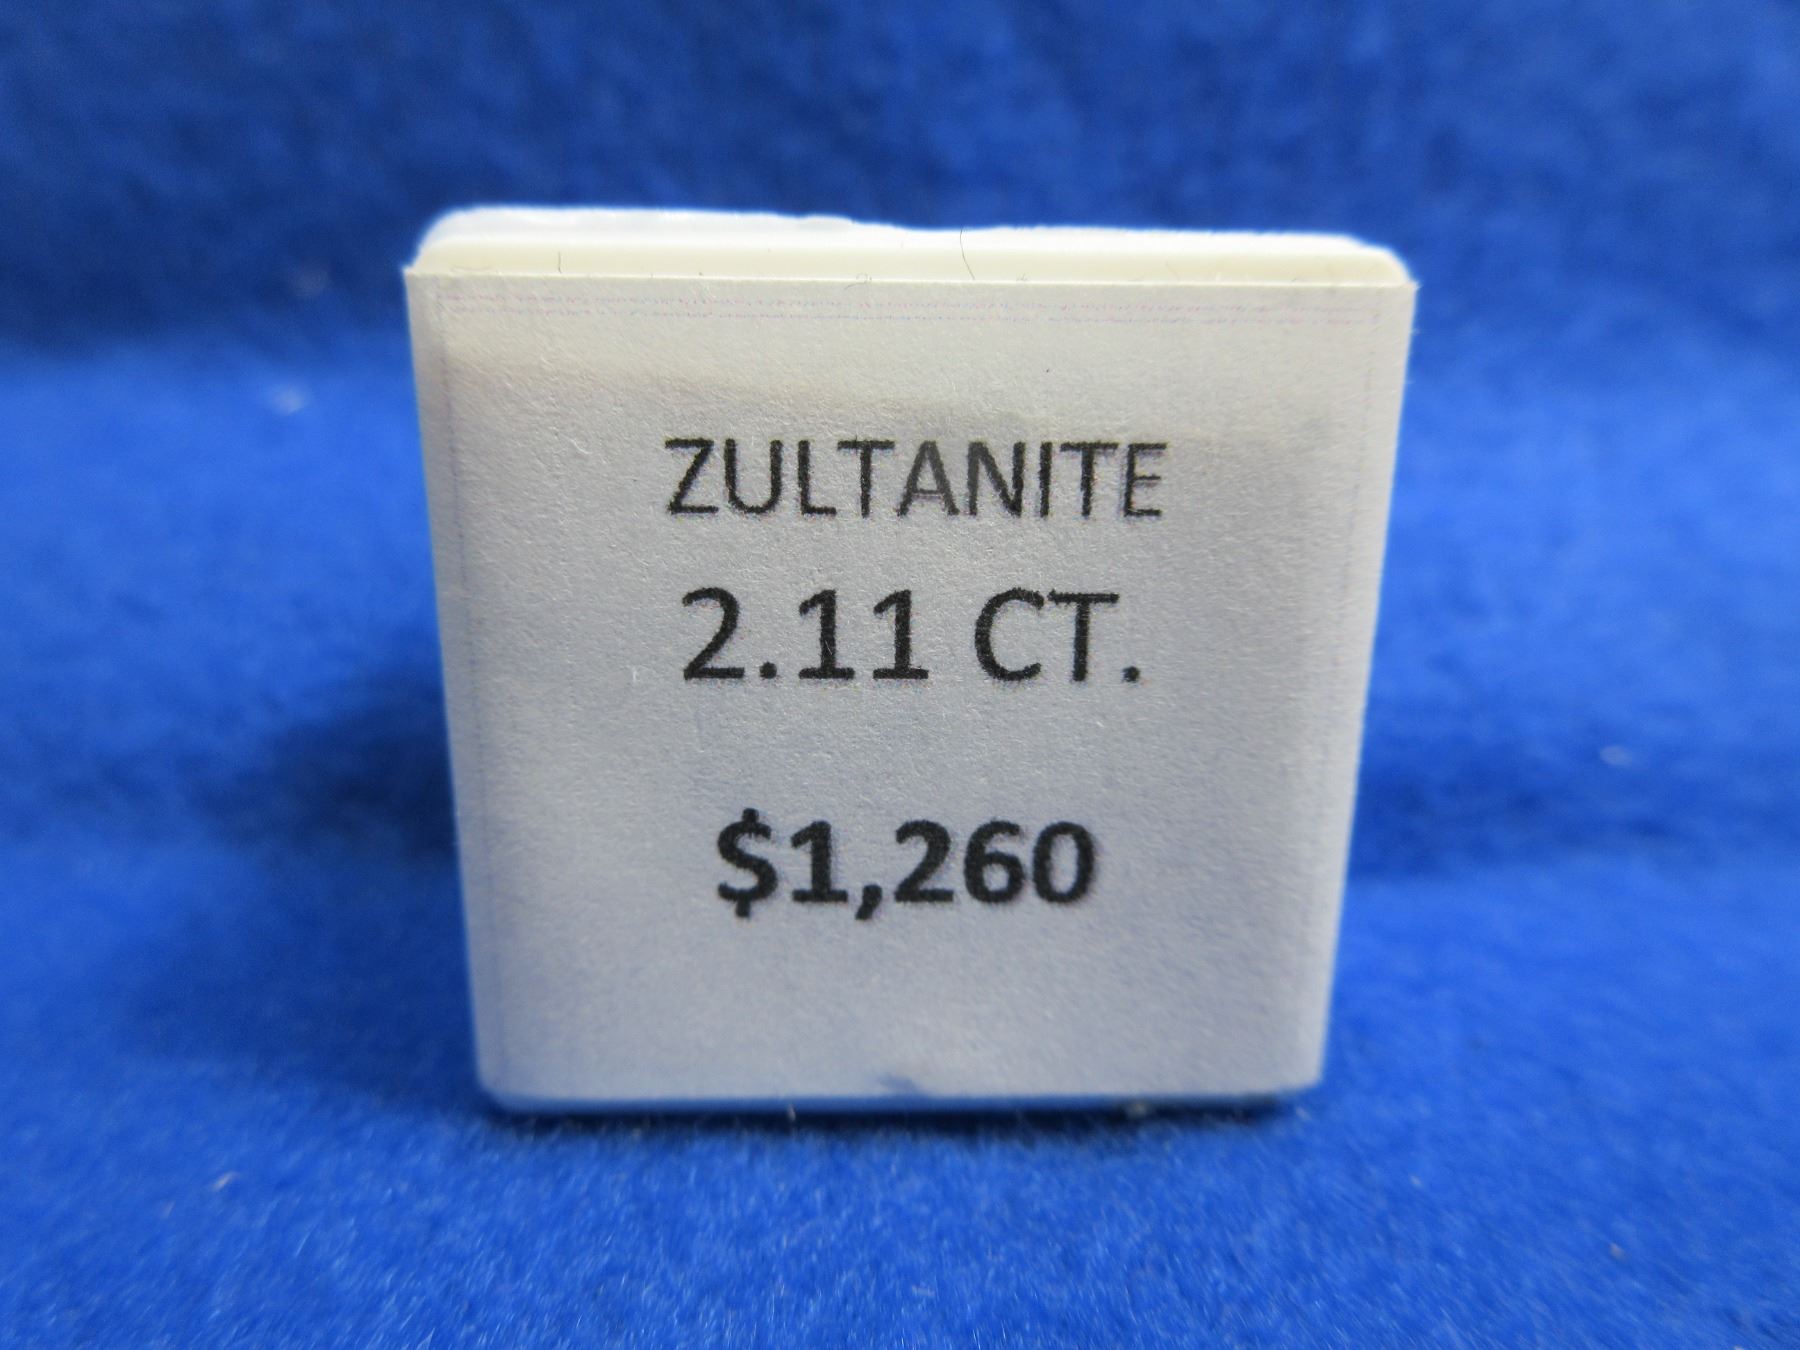 ZULTANITE
2.11 CT.
$1,260